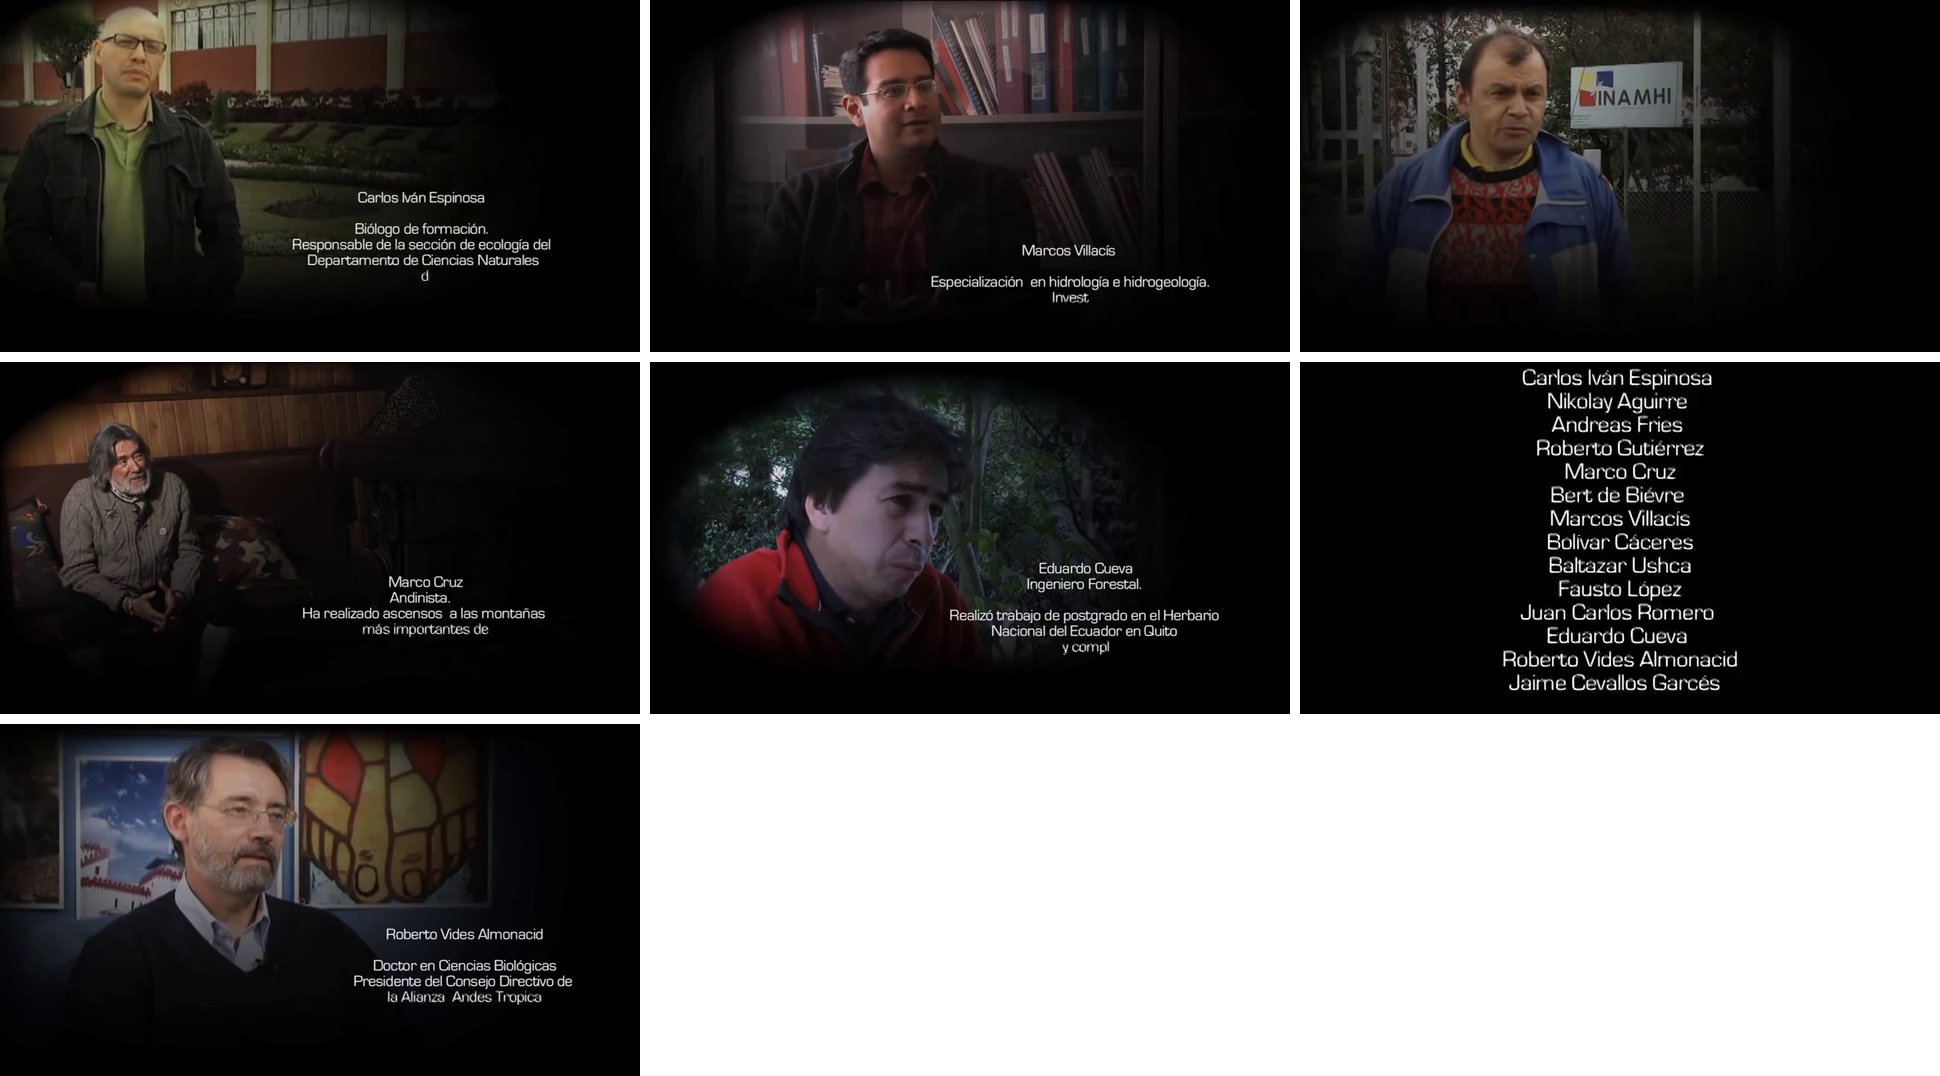 Carlos Iván Espinosa
Biólogo de formación.
Responsable de la sección de ecología del
Departamento de Ciencias Naturales
d
Marcos Villacís
Especialización en hidrología e hidrogeología.
Invest
INAMHI
Marco Cruz
Andinista.
Ha realizado ascensos a las montañas
más importantes de
Eduardo Cueva
Ingeniero Forestal.
Realizó trabajo de postgrado en el Herbario
Nacional del Ecuador en Quito
y compl
Carlos Iván Espinosa
Nikolay Aguirre
Andreas Fries
Roberto Gutiérrez
Marco Cruz
Bert de Biévre
Marcos Villacís
Bolívar Cáceres
Baltazar Ushca
Fausto López
Juan Carlos Romero
Eduardo Cueva
Roberto Vides Almonacid
Jaime Cevallos Garcés
Roberto Vides Almonacid
Doctor en Ciencias Biológicas
Presidente del Consejo Directivo de
la Alianza Andes Tropica